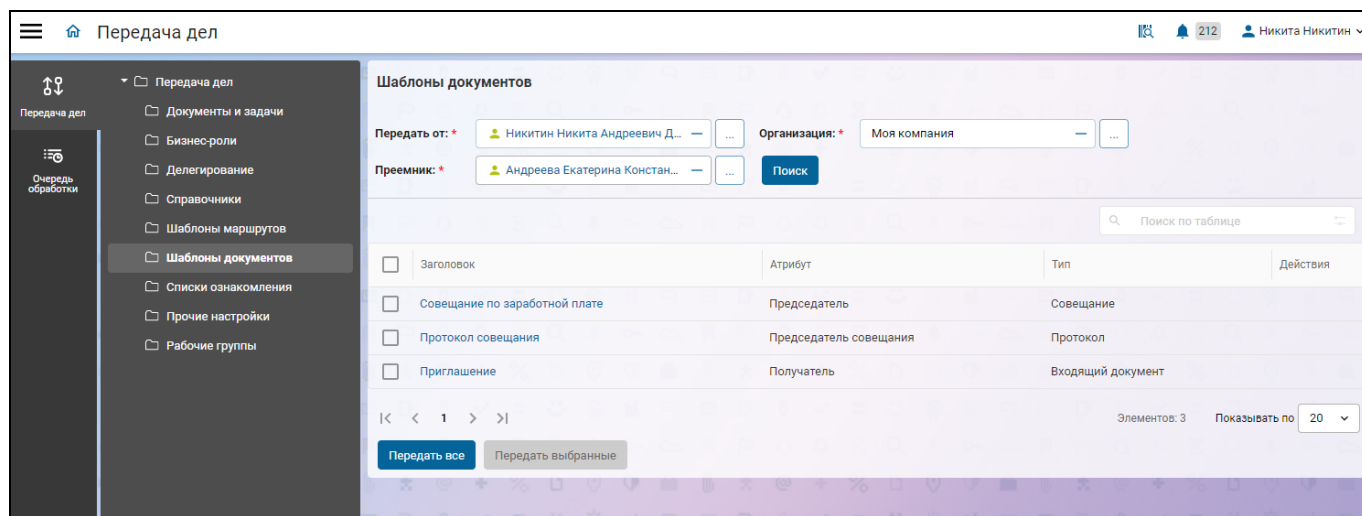 Передача дел
212
Никита Никитин
Передача дел
Очередь
обработки
Передача дел
Документы и задачи
Бизнес-роли
Делегирование
Справочники
Шаблоны маршрутов
Шаблоны документов
Списки ознакомления
Прочие настройки
Рабочие группы
Шаблоны документов
Передать от: * Никитин Никита Андреевич Д... ... Организация: * Моя компания ...
Преемник: * Андреева Екатерина Констан... ... Поиск
Поиск по таблице
Заголовок Атрибут Тип Действия
Совещание по заработной плате Председатель Совещание
Протокол совещания Председатель совещания Протокол
Приглашение Получатель Входящий документ
1 Элементов: 3 Показывать по 20
Передать все Передать выбранные